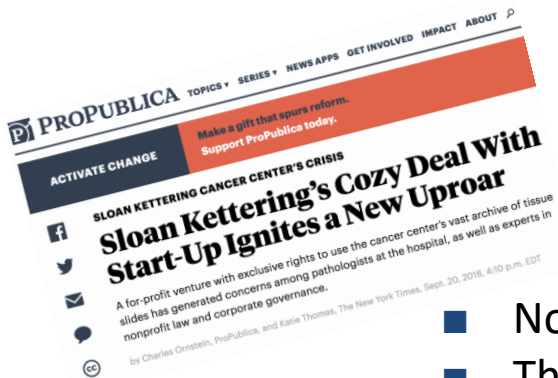 PROPUBLICA TOPICS SERIES NEWS APPS GET INVOLVED IMPACT ABOUT
ACTIVATE CHANGE
Make a gift that spurs reform.
Support ProPublica today.
SLOAN KETTERING CANCER CENTER'S CRISIS
Sloan Kettering's Cozy Deal With
Start-Up Ignites a New Uproar
A for-profit venture with exclusive rights to use the cancer center's vast archive of tissue
slides has generated concerns among pathologists at the hospital, as well as experts in
nonprofit law and corporate governance.
by Charles Ornstein, ProPublica, and Katie Thomas, The New York Times, Sept. 20, 2018, 4:10 p.m. EDT
cc